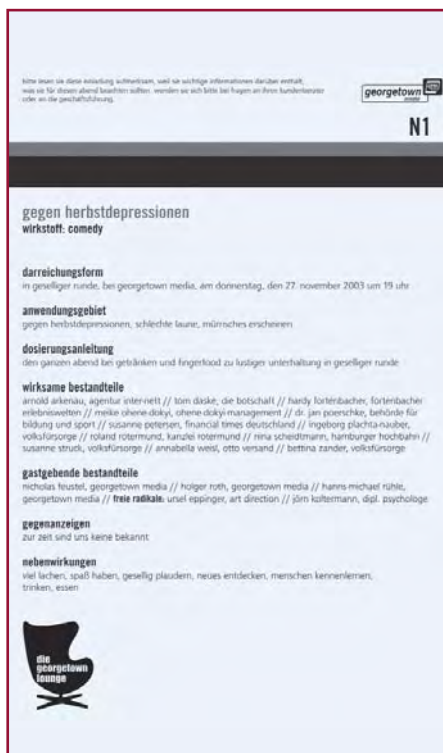 bitte lesen sie diese einladung aufmerksam, weil sie wichtige informationen darüber enthält,
was sie für diesen abend beachten sollten. wenden sie sich bitte bei fragen an ihren kundenberater
oder an die geschäftsführung.
georgetown
media
N1
gegen herbstdepressionen
wirkstoff: comedy
darreichungsform
in geselliger runde, bei georgetown media, am donnerstag, den 27. november 2003 um 19 uhr
anwendungsgebiet
gegen herbstdepressionen, schlechte laune, mürrisches erscheinen
dosierungsanleitung
den ganzen abend bei getränken und fingerfood zu lustiger unterhaltung in geselliger runde
wirksame bestandteile
arnold arkenau, agentur inter-nett // tom daske, die botschaft // hardy fortenbacher, fortenbacher
erlebniswelten // meike ohene-dokyi, ohene-dokyi-management // dr. jan poerschke, behörde für
bildung und sport // susanne petersen, financial times deutschland // ingeborg plachta-nauber,
volksfürsorge // roland rotermund, kanzlei rotermund // nina scheidtmann, hamburger hochbahn //
susanne struck, volksfürsorge // annabella weisl, otto versand // bettina zander, volksfürsorge
gastgebende bestandteile
nicholas feustel, georgetown media // holger roth, georgetown media // hanns-michael rühle,
georgetown media // freie radikale: ursel eppinger, art direction // jörn koltermann, dipl. psychologe
gegenanzeigen
zur zeit sind uns keine bekannt
nebenwirkungen
viel lachen, spaß haben, gesellig plaudern, neues entdecken, menschen kennenlernen,
trinken, essen
die
georgetown
lounge